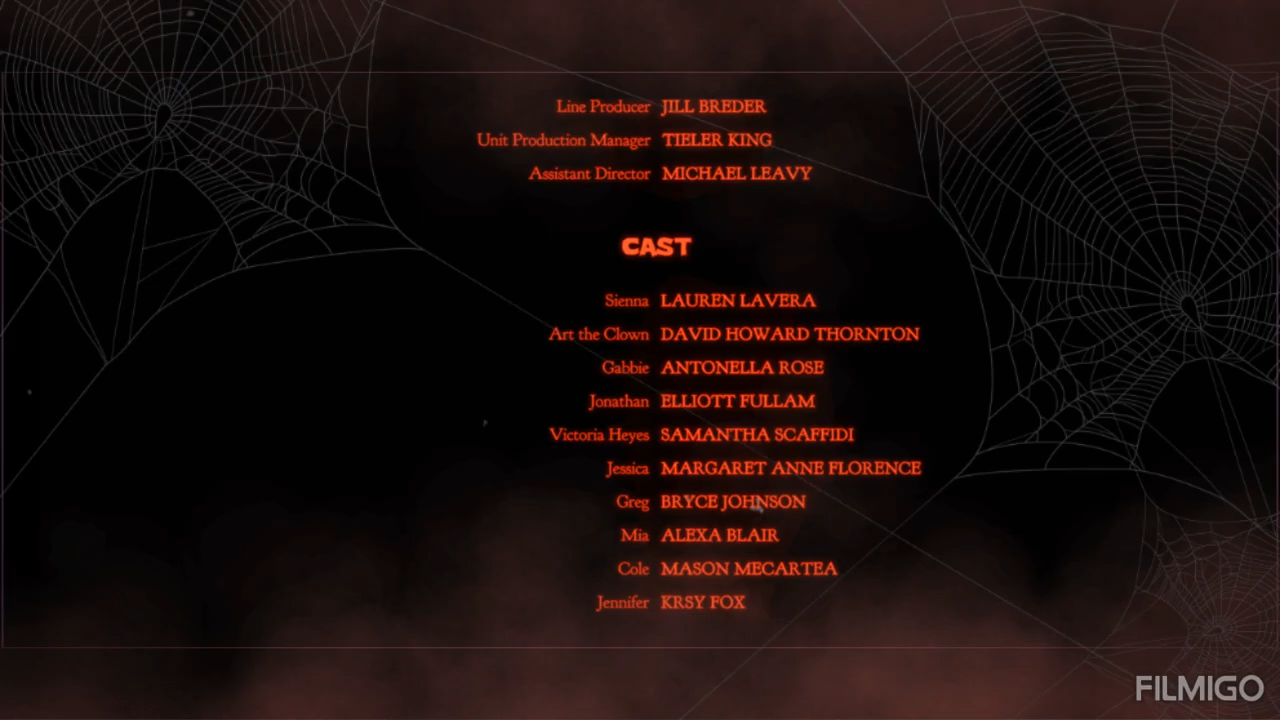 Line Producer JILL BREDER
Unit Production Manager TIELER KING
Assistant Director MICHAEL LEAVY
CAST
Sienna LAUREN LAVERA
Art the Clown DAVID HOWARD THORNTON
Gabbie ANTONELLA ROSE
Jonathan ELLIOTT FULLAM
Victoria Heyes SAMANTHA SCAFFIDI
Jessica MARGARET ANNE FLORENCE
Greg BRYCE JOHNSON
Mia ALEXA BLAIR
Cole MASON MECARTEA
Jennifer KRSY FOX
FILMIGO